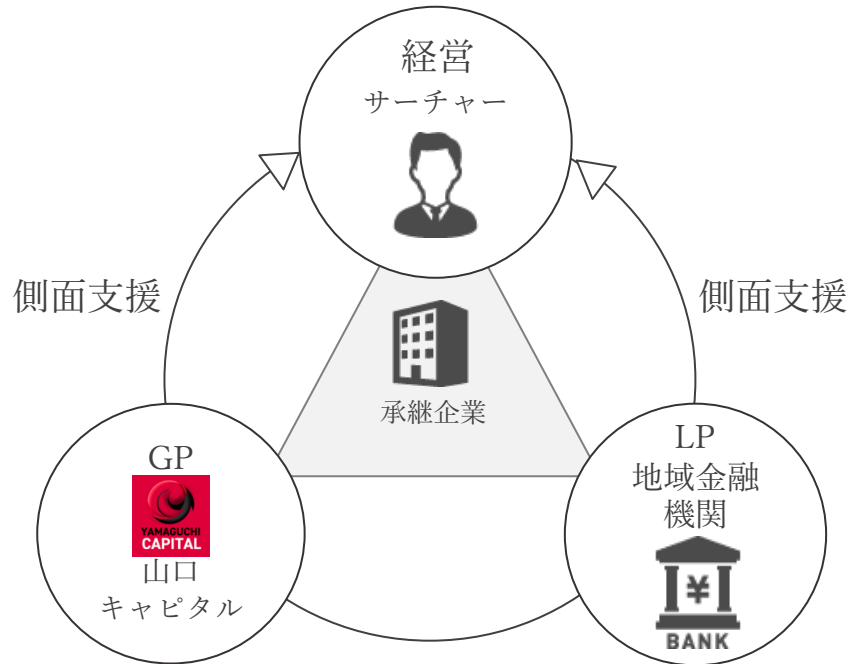 経営
サーチャー
側面支援
側面支援
承継企業
GP
YAMAGUCHI
CAPITAL
山口
キャピタル
LP
地域金融
機関
¥
BANK